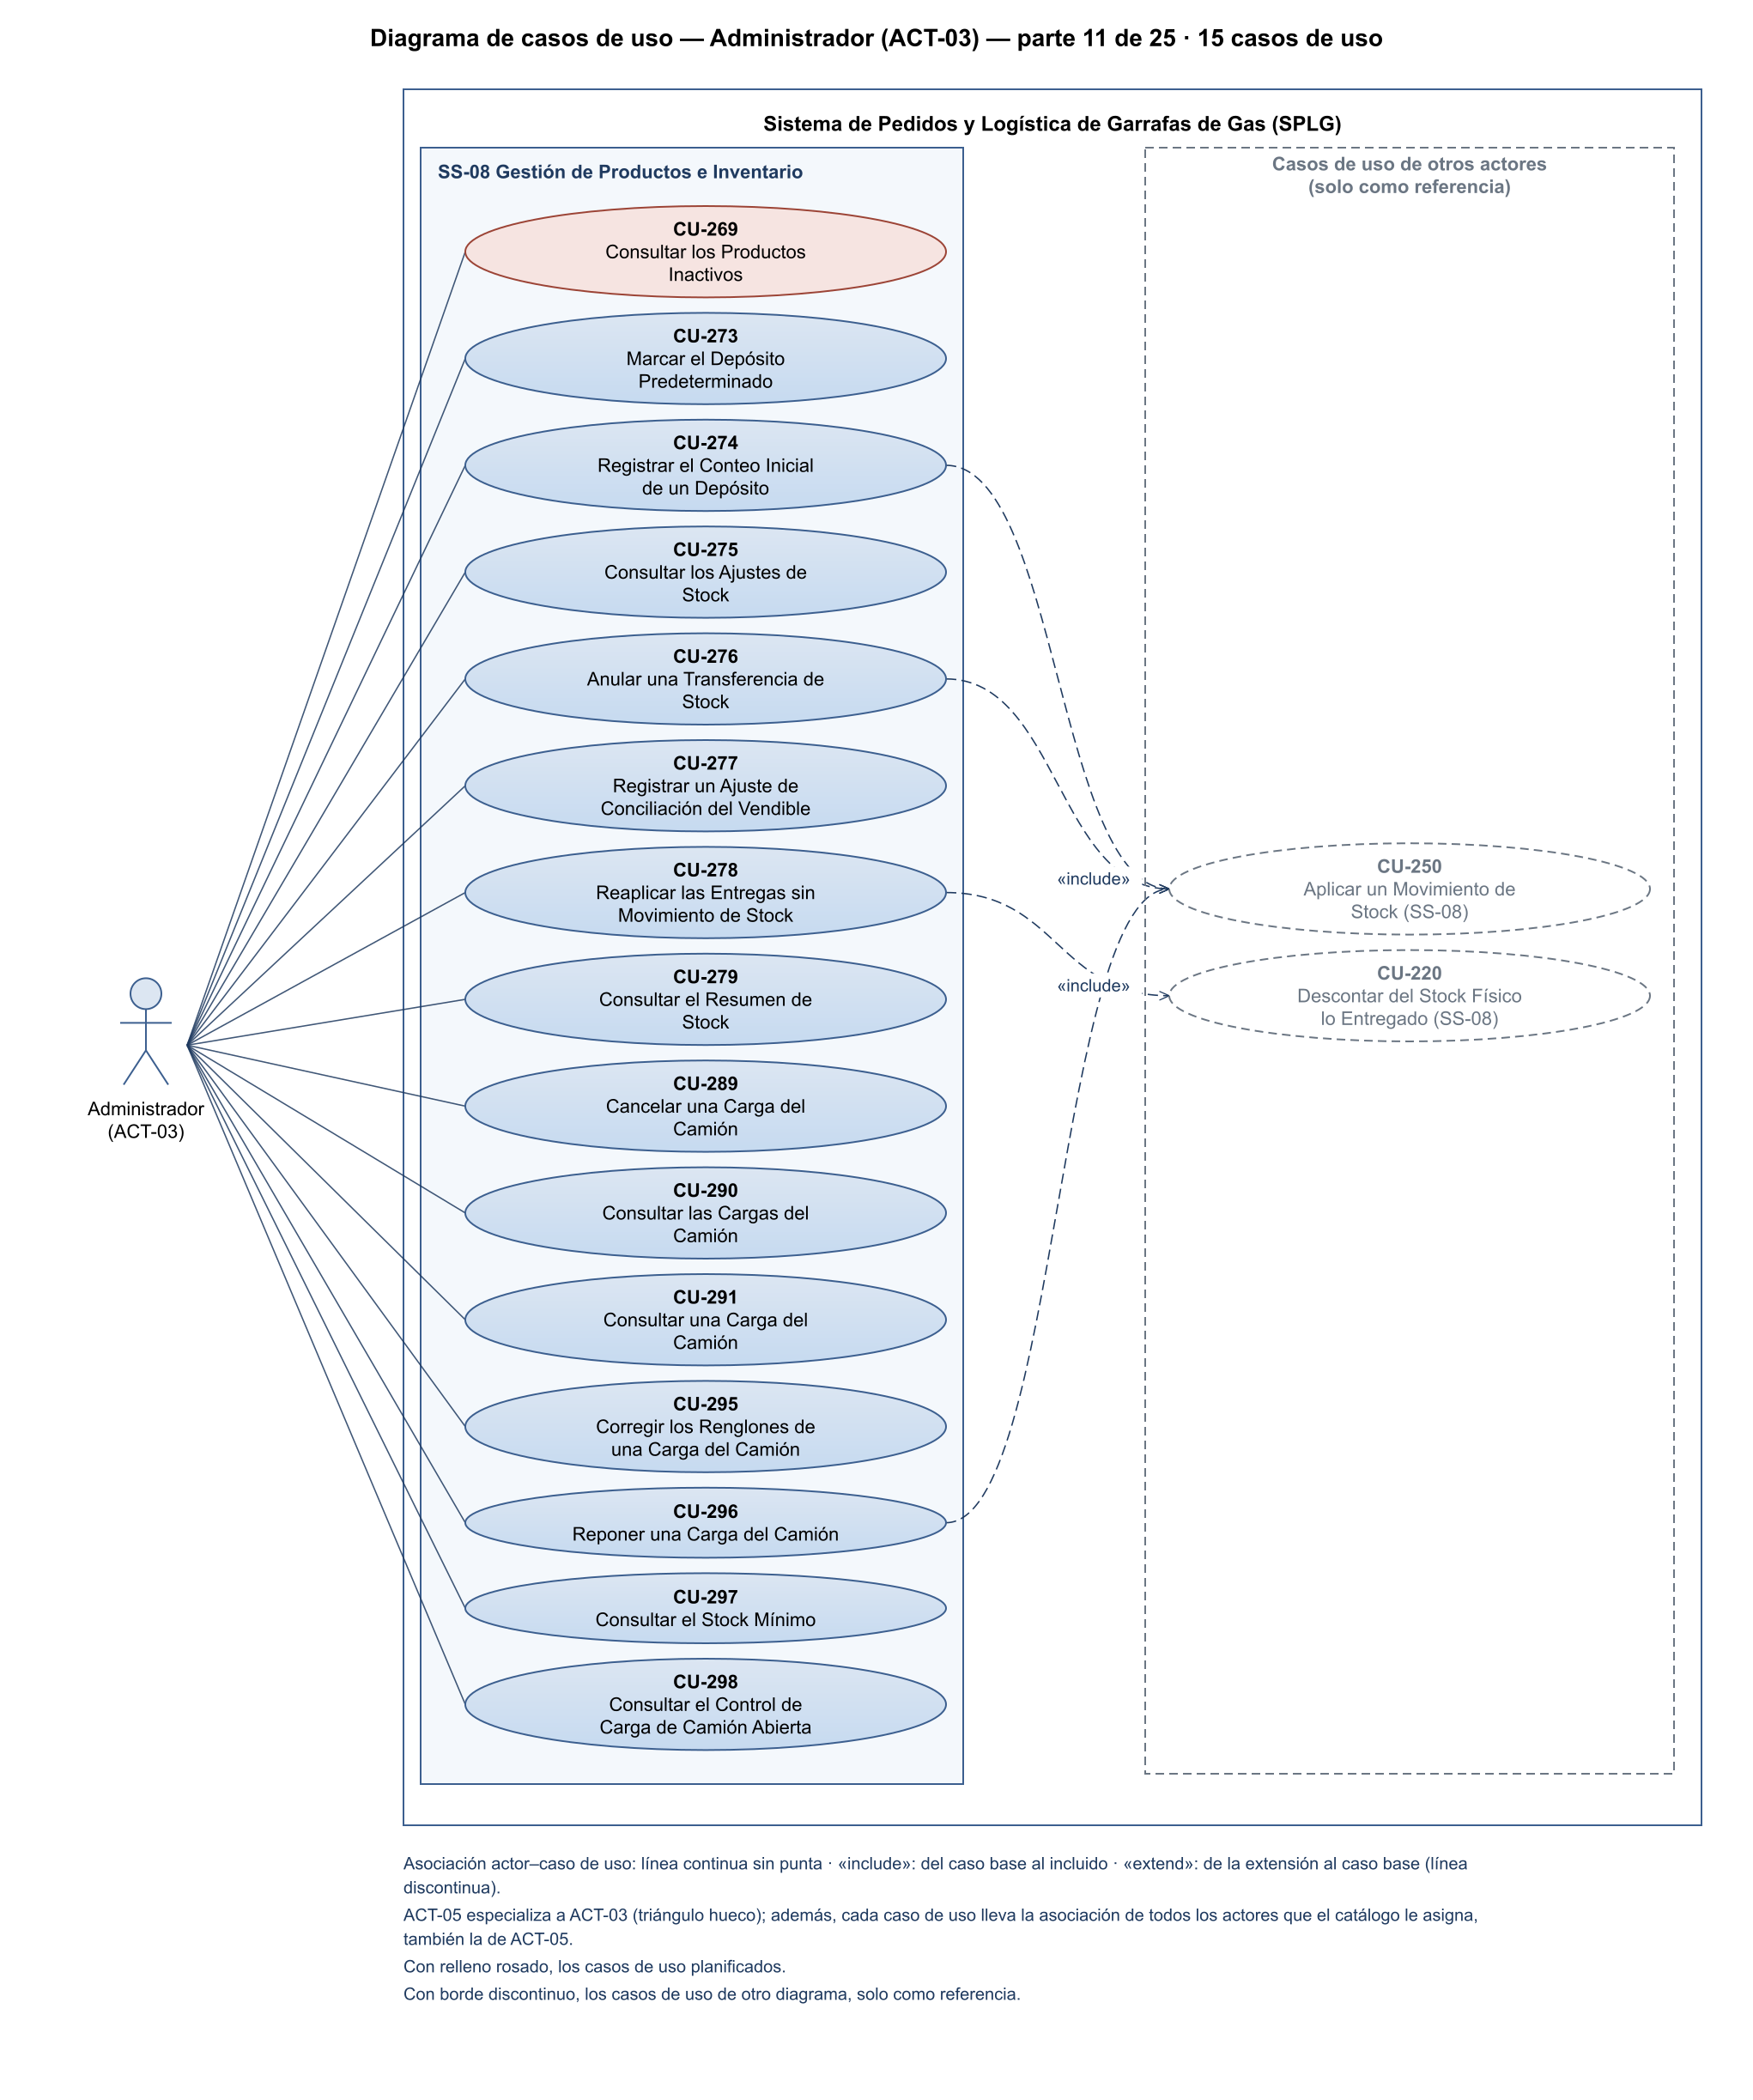 Diagrama de casos de uso — Administrador (ACT-03) — parte 11 de 25 · 15 casos de uso
Sistema de Pedidos y Logística de Garrafas de Gas (SPLG)
SS-08 Gestión de Productos e Inventario
Casos de uso de otros actores
(solo como referencia)
CU-269
Consultar los Productos
Inactivos
CU-273
Marcar el Depósito
Predeterminado
CU-274
Registrar el Conteo Inicial
de un Depósito
CU-275
Consultar los Ajustes de
Stock
CU-276
Anular una Transferencia de
Stock
CU-277
Registrar un Ajuste de
Conciliación del Vendible
CU-278
Reaplicar las Entregas sin
Movimiento de Stock
CU-279
Consultar el Resumen de
Stock
CU-289
Cancelar una Carga del
Camión
CU-290
Consultar las Cargas del
Camión
CU-291
Consultar una Carga del
Camión
CU-295
Corregir los Renglones de
una Carga del Camión
CU-296
Reponer una Carga del Camión
CU-297
Consultar el Stock Mínimo
CU-298
Consultar el Control de
Carga de Camión Abierta
«include»
«include»
CU-250
Aplicar un Movimiento de
Stock (SS-08)
CU-220
Descontar del Stock Físico
lo Entregado (SS-08)
Administrador
(ACT-03)
Asociación actor–caso de uso: línea continua sin punta · «include»: del caso base al incluido · «extend»: de la extensión al caso base (línea
discontinua).
ACT-05 especializa a ACT-03 (triángulo hueco); además, cada caso de uso lleva la asociación de todos los actores que el catálogo le asigna,
también la de ACT-05.
Con relleno rosado, los casos de uso planificados.
Con borde discontinuo, los casos de uso de otro diagrama, solo como referencia.